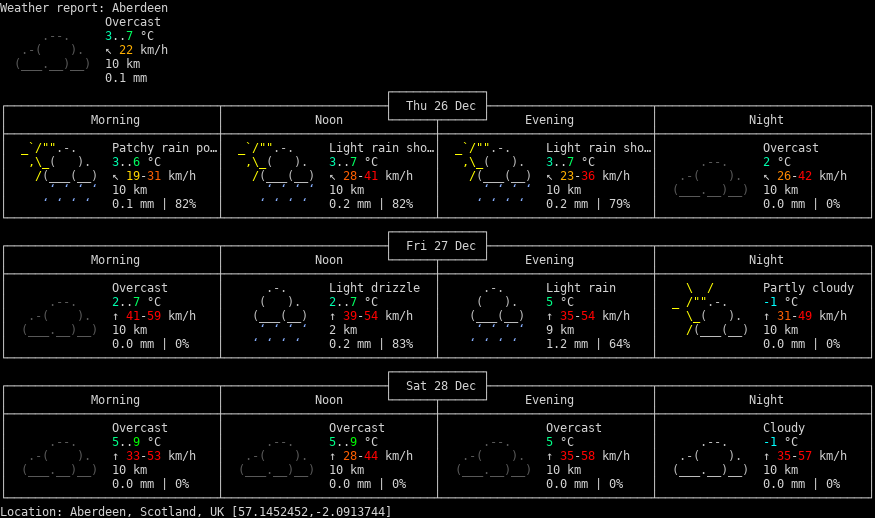 Weather report: Aberdeen
Overcast
3..7 °C
↖ 22 km/h
10 km
0.1 mm
Thu 26 Dec
Morning Noon Evening Night
Patchy rain po… Light rain sho… Light rain sho… Overcast
3..6 °C 3..7 °C 3..7 °C 2 °C
↖ 19-31 km/h ↖ 28-41 km/h ↖ 23-36 km/h ↖ 26-42 km/h
10 km 10 km 10 km 10 km
0.1 mm | 82% 0.2 mm | 82% 0.2 mm | 79% 0.0 mm | 0%
Fri 27 Dec
Morning Noon Evening Night
Overcast Light drizzle Light rain Partly cloudy
2..7 °C 2..7 °C 5 °C -1 °C
↑ 41-59 km/h ↑ 39-54 km/h ↑ 35-54 km/h ↑ 31-49 km/h
10 km 2 km 9 km 10 km
0.0 mm | 0% 0.2 mm | 83% 1.2 mm | 64% 0.0 mm | 0%
Sat 28 Dec
Morning Noon Evening Night
Overcast Overcast Overcast Cloudy
5..9 °C 5..9 °C 5 °C -1 °C
↑ 33-53 km/h ↑ 28-44 km/h ↑ 35-58 km/h ↑ 35-57 km/h
10 km 10 km 10 km 10 km
0.0 mm | 0% 0.0 mm | 0% 0.0 mm | 0% 0.0 mm | 0%
Location: Aberdeen, Scotland, UK [57.1452452,-2.0913744]